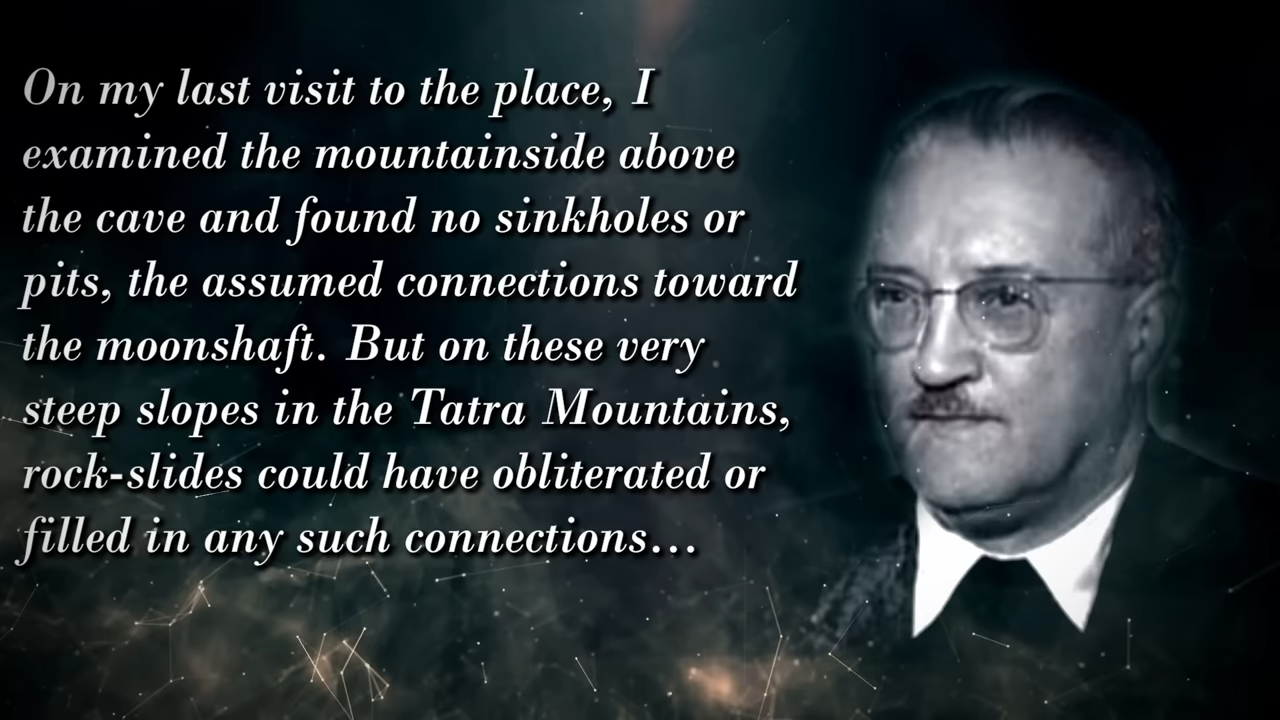 On my last visit to the place, I
examined the mountainside above
the cave and found no sinkholes or
pits, the assumed connections toward
the moonshaft. But on these very
steep slopes in the Tatra Mountains,
rock-slides could have obliterated or
filled in any such connections...